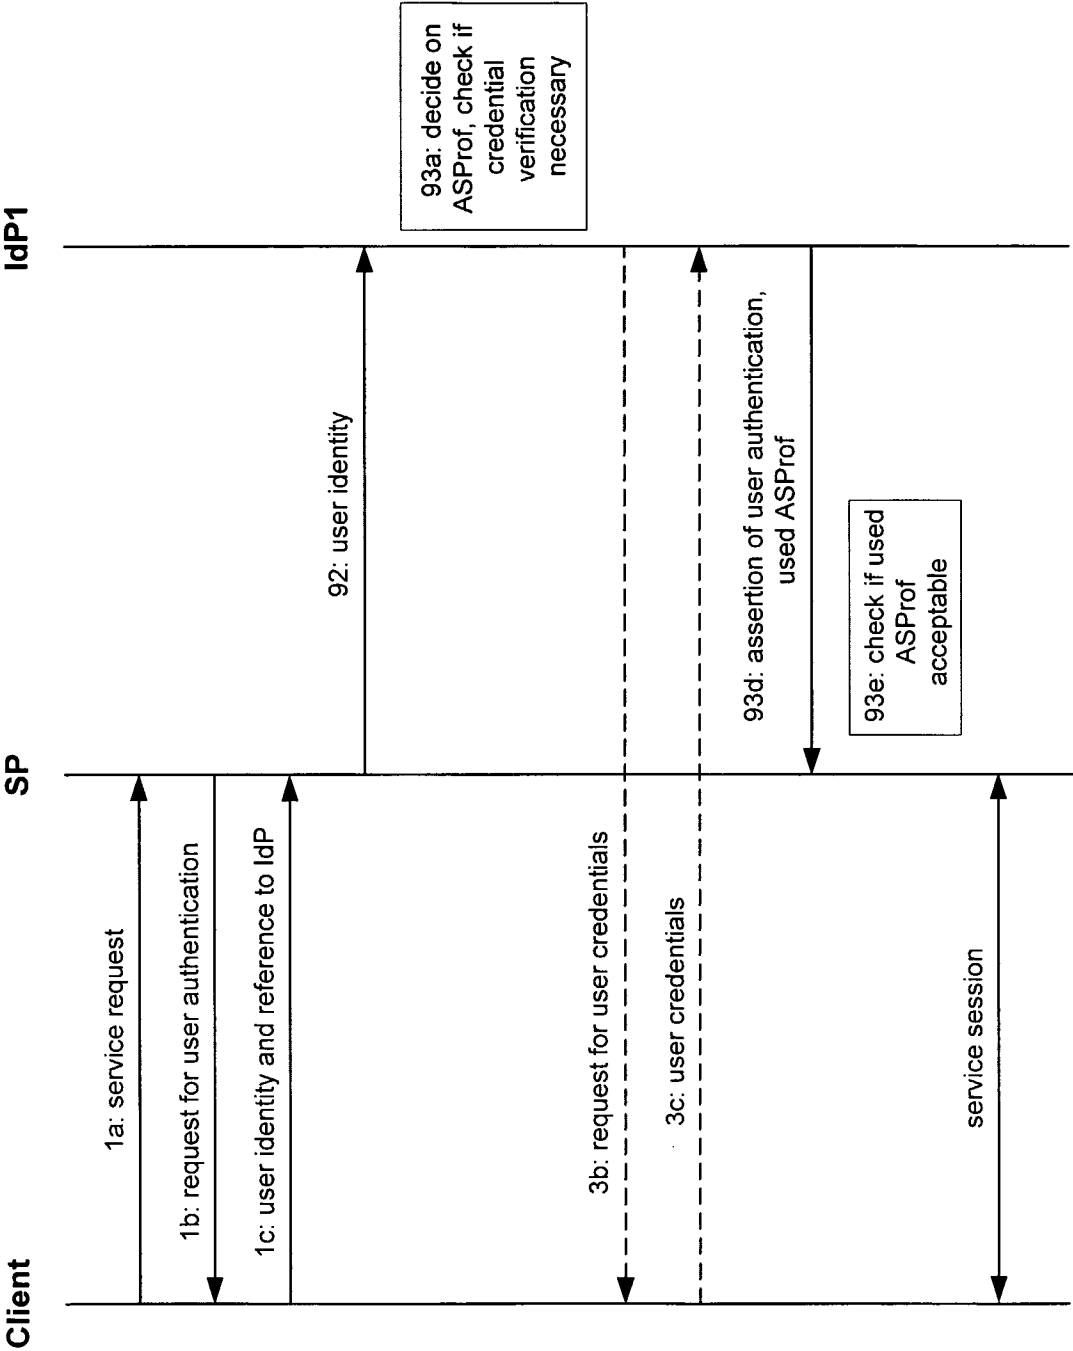 Client
SP
IdP1
1a: service request
1b: request for user authentication
1c: user identity and reference to IdP
92: user identity
93a: decide on
ASProf, check if
credential
verification
necessary
3b: request for user credentials
3c: user credentials
93d: assertion of user authentication,
used ASProf
93e: check if used
ASProf
acceptable
service session